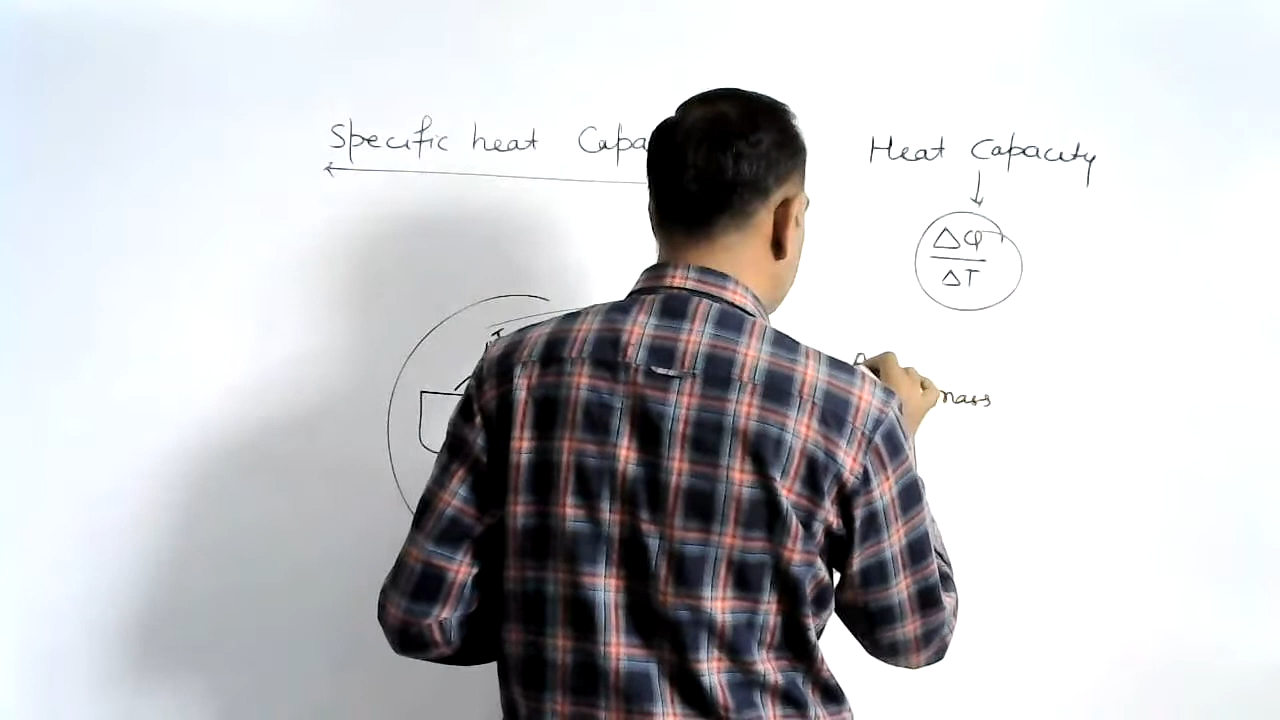 Specific heat Capa
Heat Capacity
ΔQ
ΔT
mass